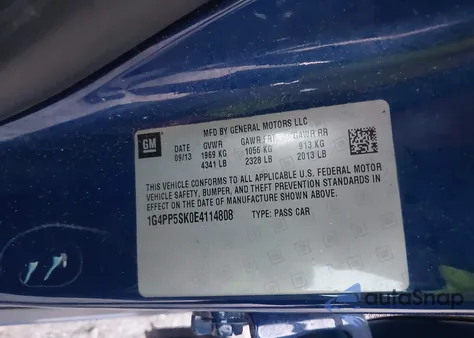 MFD BY GENERAL MOTORS LLC
GM DATE GVWR GAWR FRT GAWR RR
09/13 1969 KG 1056 KG 913 KG
4341 LB 2328 LB 2013 LB
THIS VEHICLE CONFORMS TO ALL APPLICABLE U.S. FEDERAL MOTOR
VEHICLE SAFETY, BUMPER, AND THEFT PREVENTION STANDARDS IN
EFFECT ON THE DATE OF MANUFACTURE SHOWN ABOVE.
1G4PP5SK0E4114808 TYPE: PASS CAR
autoSnap